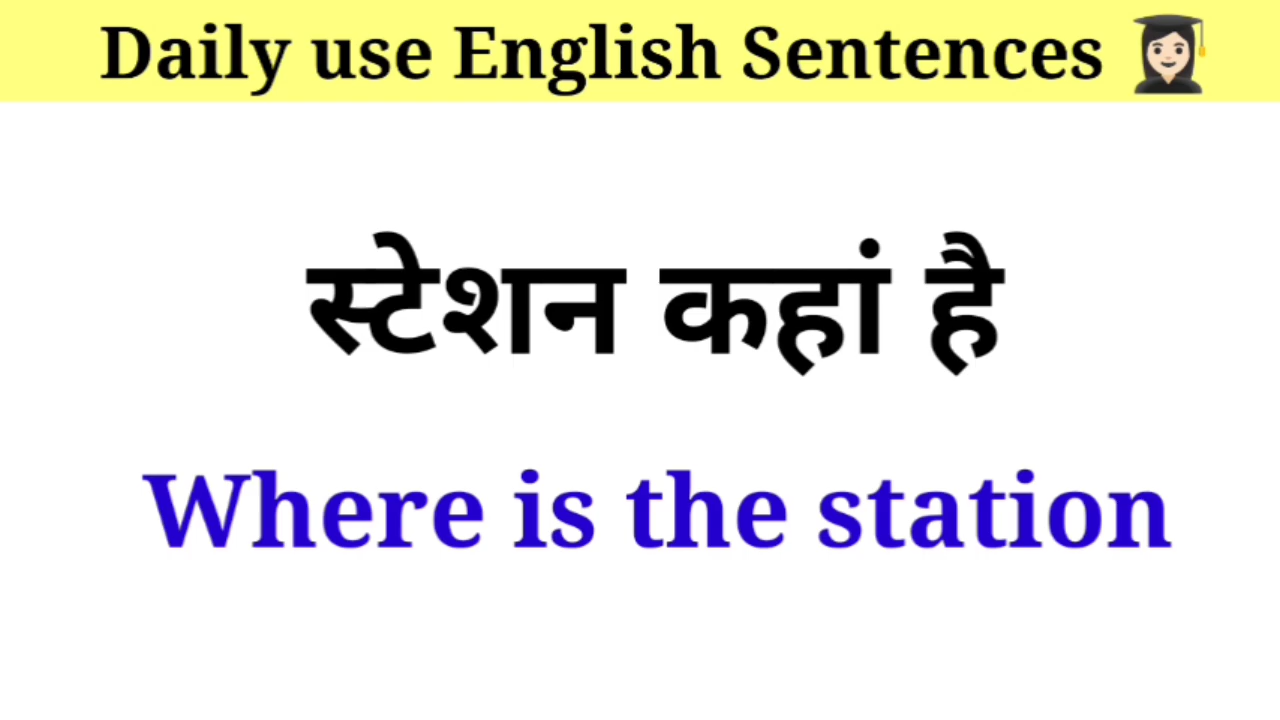 Daily use English Sentences
स्टेशन कहां है
Where is the station